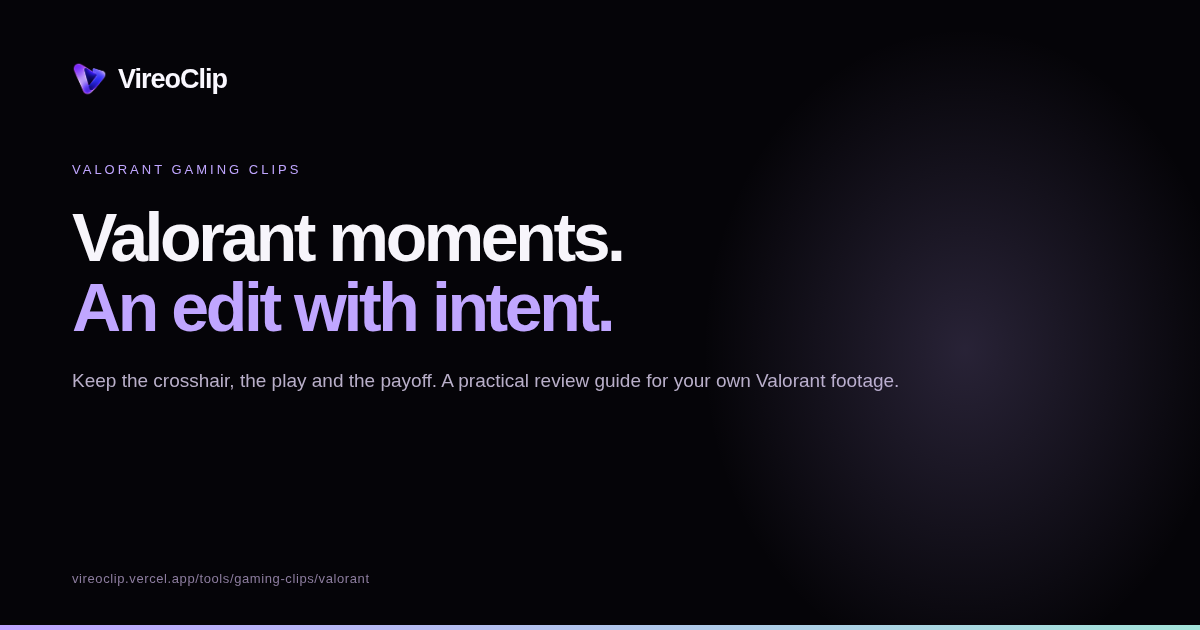 VireoClip
VALORANT GAMING CLIPS
Valorant moments.
An edit with intent.
Keep the crosshair, the play and the payoff. A practical review guide for your own Valorant footage.
vireoclip.vercel.app/tools/gaming-clips/valorant